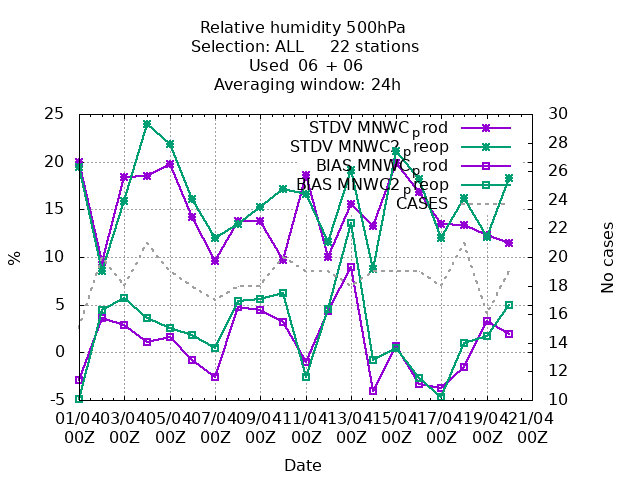 Relative humidity 500hPa
Selection: ALL 22 stations
Used 06 + 06
Averaging window: 24h
STDV MNWC_prod
STDV MNWC2_preop
BIAS MNWC_prod
BIAS MNWC2_preop
CASES
25
20
15
10
5
0
-5
%
30
28
26
24
22
20
18
16
14
12
10
No cases
01/04 03/04 05/04 07/04 09/04 11/04 13/04 15/04 17/04 19/04 21/04
00Z 00Z 00Z 00Z 00Z 00Z 00Z 00Z 00Z 00Z 00Z
Date